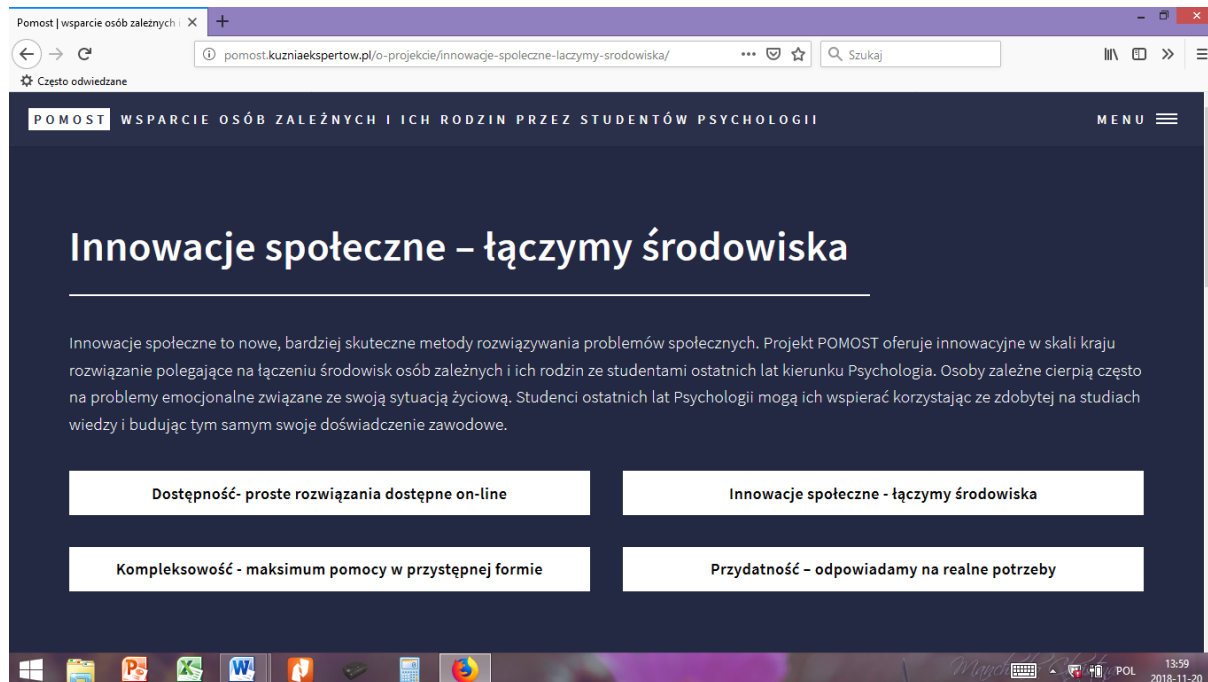 Pomost | wsparcie osób zależnych i
pomost.kuzniaekspertow.pl/o-projekcie/innowacje-spoleczne-laczymy-srodowiska/
Szukaj
Często odwiedzane
POMOST WSPARCIE OSÓB ZALEŻNYCH I ICH RODZIN PRZEZ STUDENTÓW PSYCHOLOGII
MENU
Innowacje społeczne – łączymy środowiska
Innowacje społeczne to nowe, bardziej skuteczne metody rozwiązywania problemów społecznych. Projekt POMOST oferuje innowacyjne w skali kraju
rozwiązanie polegające na łączeniu środowisk osób zależnych i ich rodzin ze studentami ostatnich lat kierunku Psychologia. Osoby zależne cierpią często
na problemy emocjonalne związane ze swoją sytuacją życiową. Studenci ostatnich lat Psychologii mogą ich wspierać korzystając ze zdobytej na studiach
wiedzy i budując tym samym swoje doświadczenie zawodowe.
Dostępność- proste rozwiązania dostępne on-line
Innowacje społeczne - łączymy środowiska
Kompleksowość - maksimum pomocy w przystępnej formie
Przydatność – odpowiadamy na realne potrzeby
POL
13:59
2018-11-20